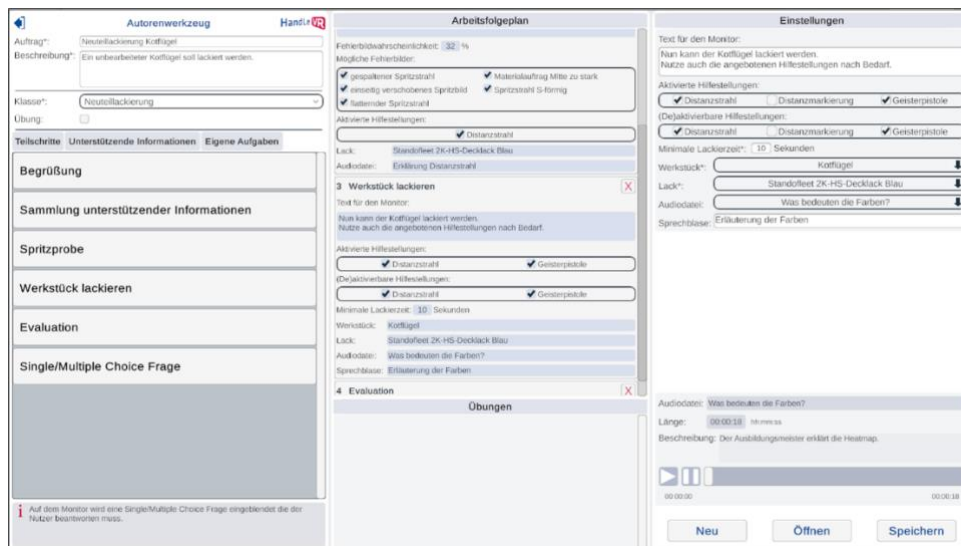 Autorenwerkzeug
HandleVR
Auftrag*:
Neuteillackierung Kotflügel
Beschreibung*:
Ein unbearbeiteter Kotflügel soll lackiert werden.
Klasse*:
Neuteillackierung
Übung:
Teilschritte
Unterstützende Informationen
Eigene Aufgaben
Begrüßung
Sammlung unterstützender Informationen
Spritzprobe
Werkstück lackieren
Evaluation
Single/Multiple Choice Frage
i Auf dem Monitor wird eine Single/Multiple Choice Frage eingeblendet die der
Nutzer beantworten muss.
Arbeitsfolgeplan
Fehlerbildwahrscheinlichkeit: 32 %
Mögliche Fehlerbilder:
gespaltener Spritzstrahl
Materialauftrag Mitte zu stark
einseitig verschobenes Spritzbild
Spritzstrahl S-förmig
flatternder Spritzstrahl
Aktivierte Hilfestellungen:
Distanzstrahl
Lack: Standofleet 2K-HS-Decklack Blau
Audiodatei: Erklärung Distanzstrahl
3 Werkstück lackieren X
Text für den Monitor:
Nun kann der Kotflügel lackiert werden.
Nutze auch die angebotenen Hilfestellungen nach Bedarf.
Aktivierte Hilfestellungen:
Distanzstrahl
Geisterpistole
(De)aktivierbare Hilfestellungen:
Distanzstrahl
Geisterpistole
Minimale Lackierzeit: 10 Sekunden
Werkstück: Kotflügel
Lack: Standofleet 2K-HS-Decklack Blau
Audiodatei: Was bedeuten die Farben?
Sprechblase: Erläuterung der Farben
4 Evaluation X
Übungen
Einstellungen
Text für den Monitor:
Nun kann der Kotflügel lackiert werden.
Nutze auch die angebotenen Hilfestellungen nach Bedarf.
Aktivierte Hilfestellungen:
Distanzstrahl
Distanzmarkierung
Geisterpistole
(De)aktivierbare Hilfestellungen:
Distanzstrahl
Distanzmarkierung
Geisterpistole
Minimale Lackierzeit*: 10 Sekunden
Werkstück*: Kotflügel
Lack*: Standofleet 2K-HS-Decklack Blau
Audiodatei: Was bedeuten die Farben?
Sprechblase: Erläuterung der Farben
Audiodatei: Was bedeuten die Farben?
Länge: 00:00:18 hh:mm:ss
Beschreibung: Der Ausbildungsmeister erklärt die Heatmap.
00:00:00
00:00:18
Neu
Öffnen
Speichern